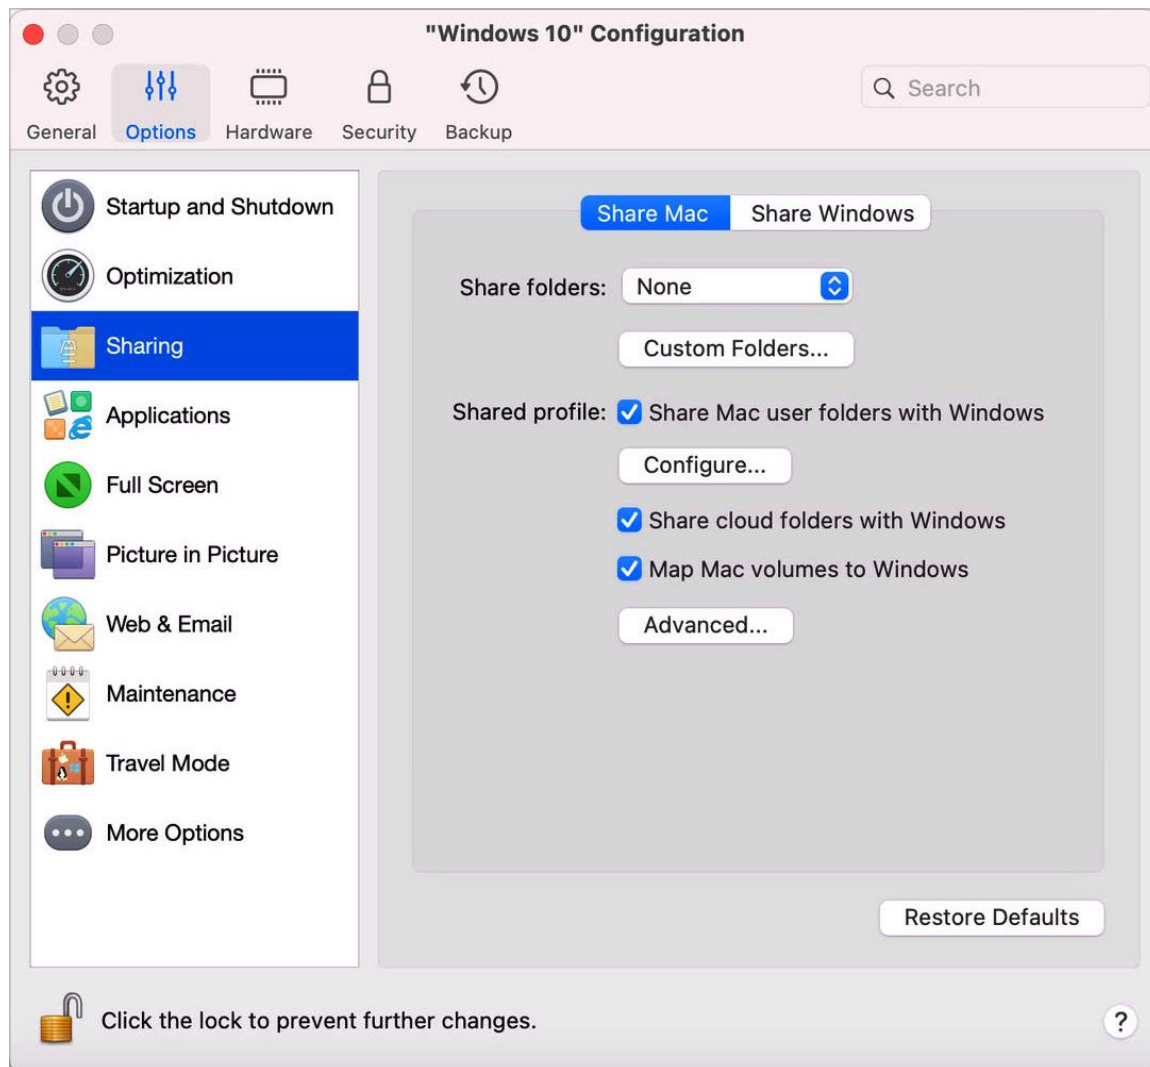 "Windows 10" Configuration
General Options Hardware Security Backup
Search
Startup and Shutdown
Optimization
Sharing
Applications
Full Screen
Picture in Picture
Web & Email
Maintenance
Travel Mode
More Options
Share Mac Share Windows
Share folders: None
Custom Folders...
Shared profile: Share Mac user folders with Windows
Configure...
Share cloud folders with Windows
Map Mac volumes to Windows
Advanced...
Restore Defaults
Click the lock to prevent further changes.
?